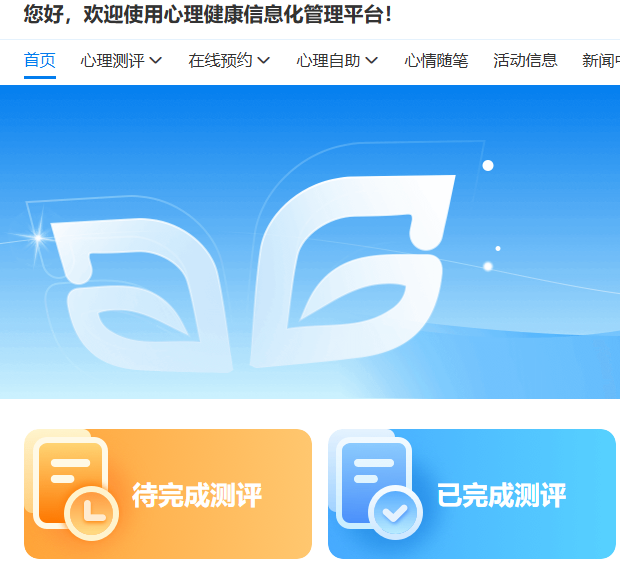 您好，欢迎使用心理健康信息化管理平台！
首页 心理测评 在线预约 心理自助 心情随笔 活动信息 新闻
待完成测评 已完成测评